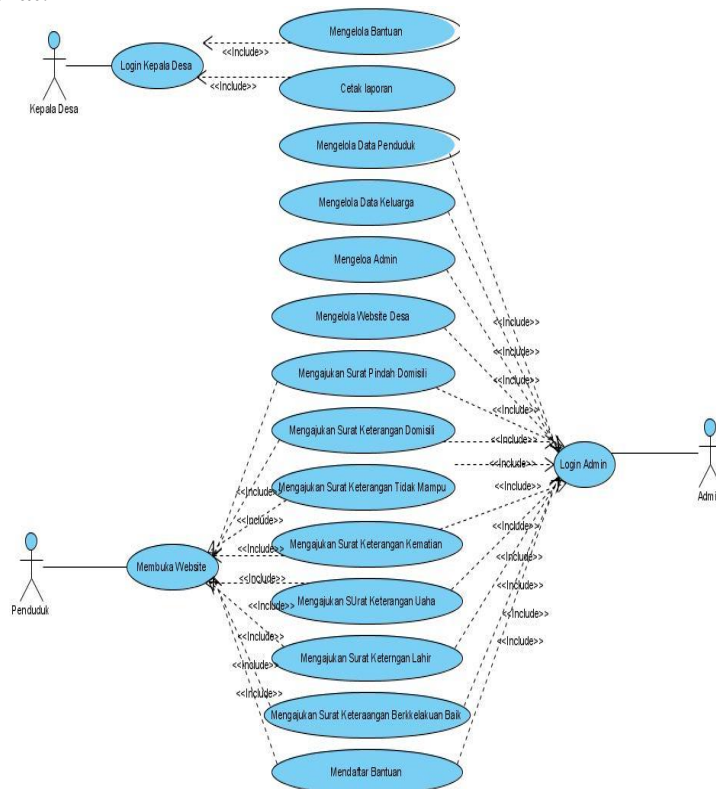 Mengelola Bantuan
<<Include>>
Login Kepala Desa
<<Include>>
Cetak laporan
Kepala Desa
Mengelola Data Penduduk
Mengelola Data Keluarga
Mengeloa Admin
Mengelola Website Desa
<<Include>>
<<Include>>
Mengajukan Surat Pindah Domisili
<<Include>>
<<Include>>
Mengajukan Surat Keterangan Domisili
<<Include>>
<<Include>>
Login Admin
Mengajukan Surat Keterangan Tidak Mampu
<<Include>>
<<Include>>
<<Include>>
<<Include>>
Mengajukan Surat Keterangan Kematian
<<Include>>
Membuka Website
<<Include>>
<<Include>>
Penduduk
Mengajukan SUrat Keterangan Uaha
<<Include>>
<<Include>>
<<Include>>
<<Include>>
Mengajukan Surat Keterngan Lahir
<<Include>>
<<Include>>
<<Include>>
Mengajukan Surat Keteraangan Berkkelakuan Baik
Mendaftar Bantuan